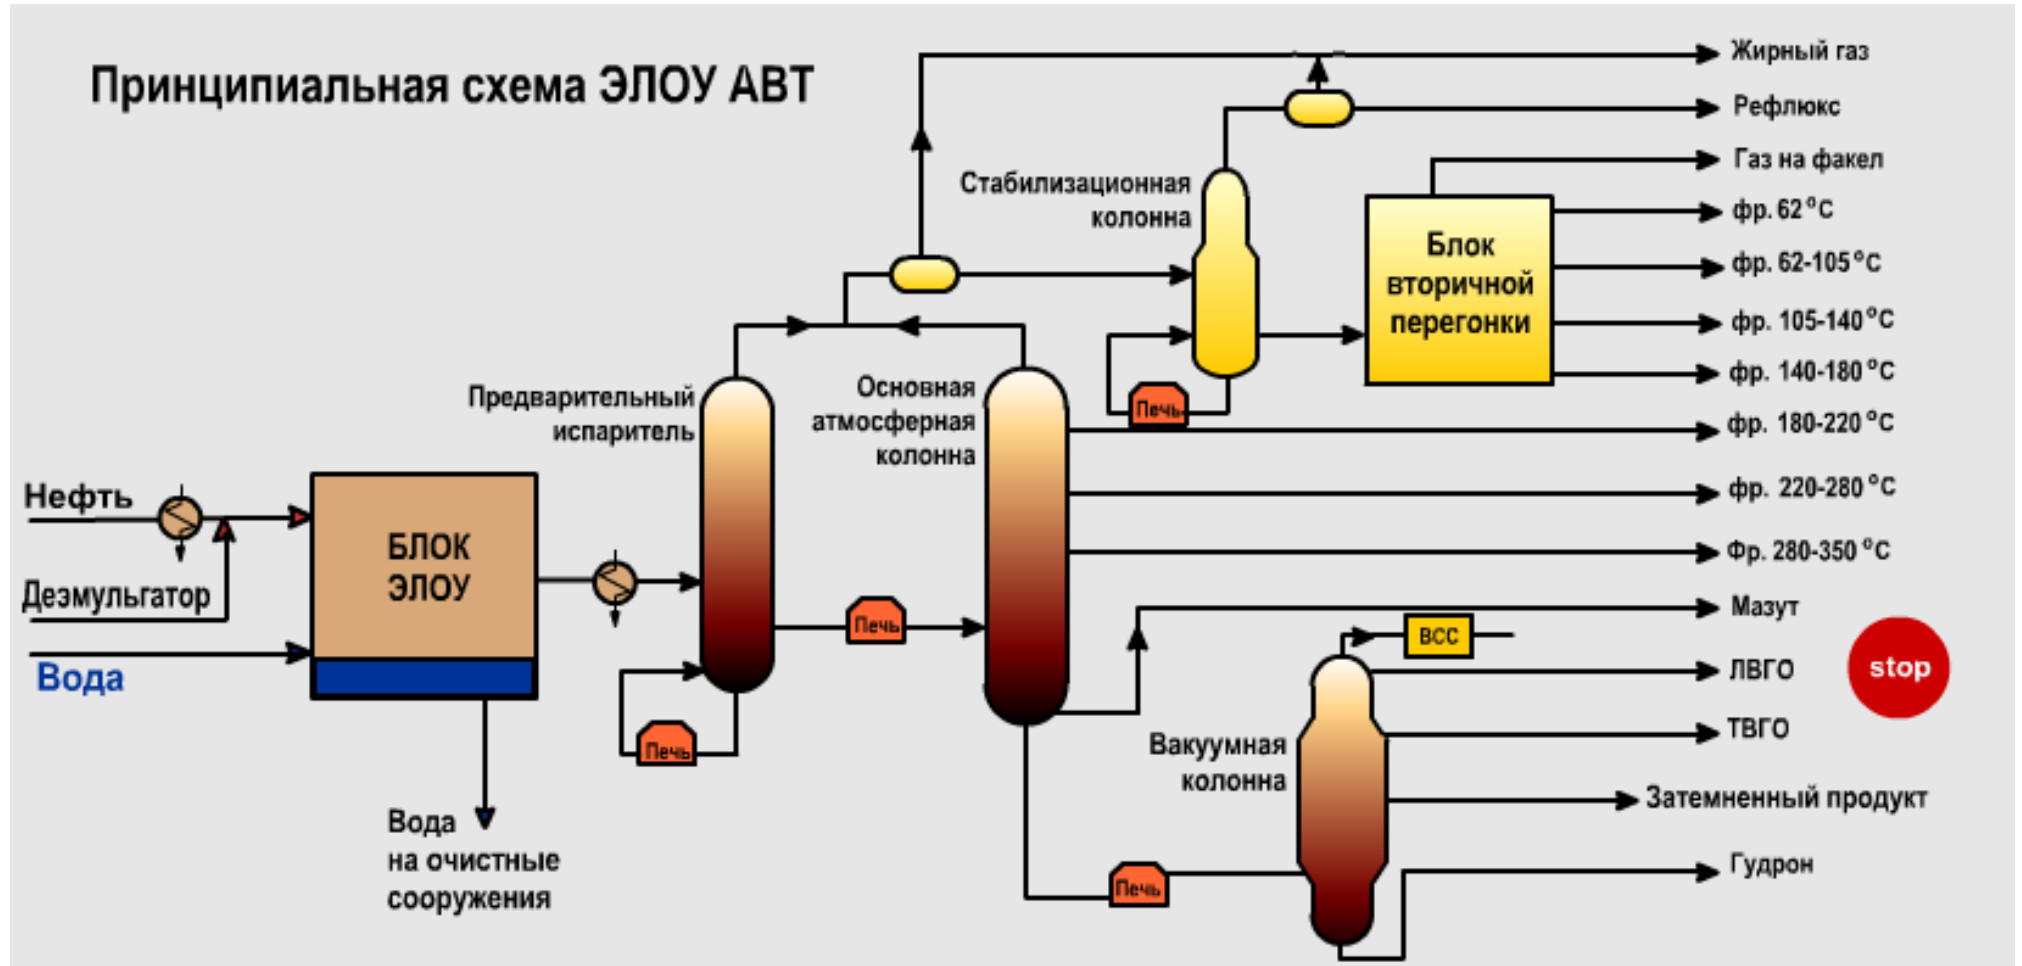 Принципиальная схема ЭЛОУ АВТ
Жирный газ
Рефлюкс
Газ на факел
Стабилизационная
колонна
фр. 62 °С
Блок
вторичной
перегонки
фр. 62-105 °С
фр. 105-140 °С
фр. 140-180 °С
Предварительный
испаритель
Основная
атмосферная
колонна
Печь
фр. 180-220 °С
фр. 220-280 °С
Фр. 280-350 °С
Нефть
Деэмульгатор
Вода
БЛОК
ЭЛОУ
Печь
Печь
Мазут
ВСС
ЛВГО
stop
ТВГО
Вакуумная
колонна
Затемненный продукт
Гудрон
Печь
Вода
на очистные
сооружения